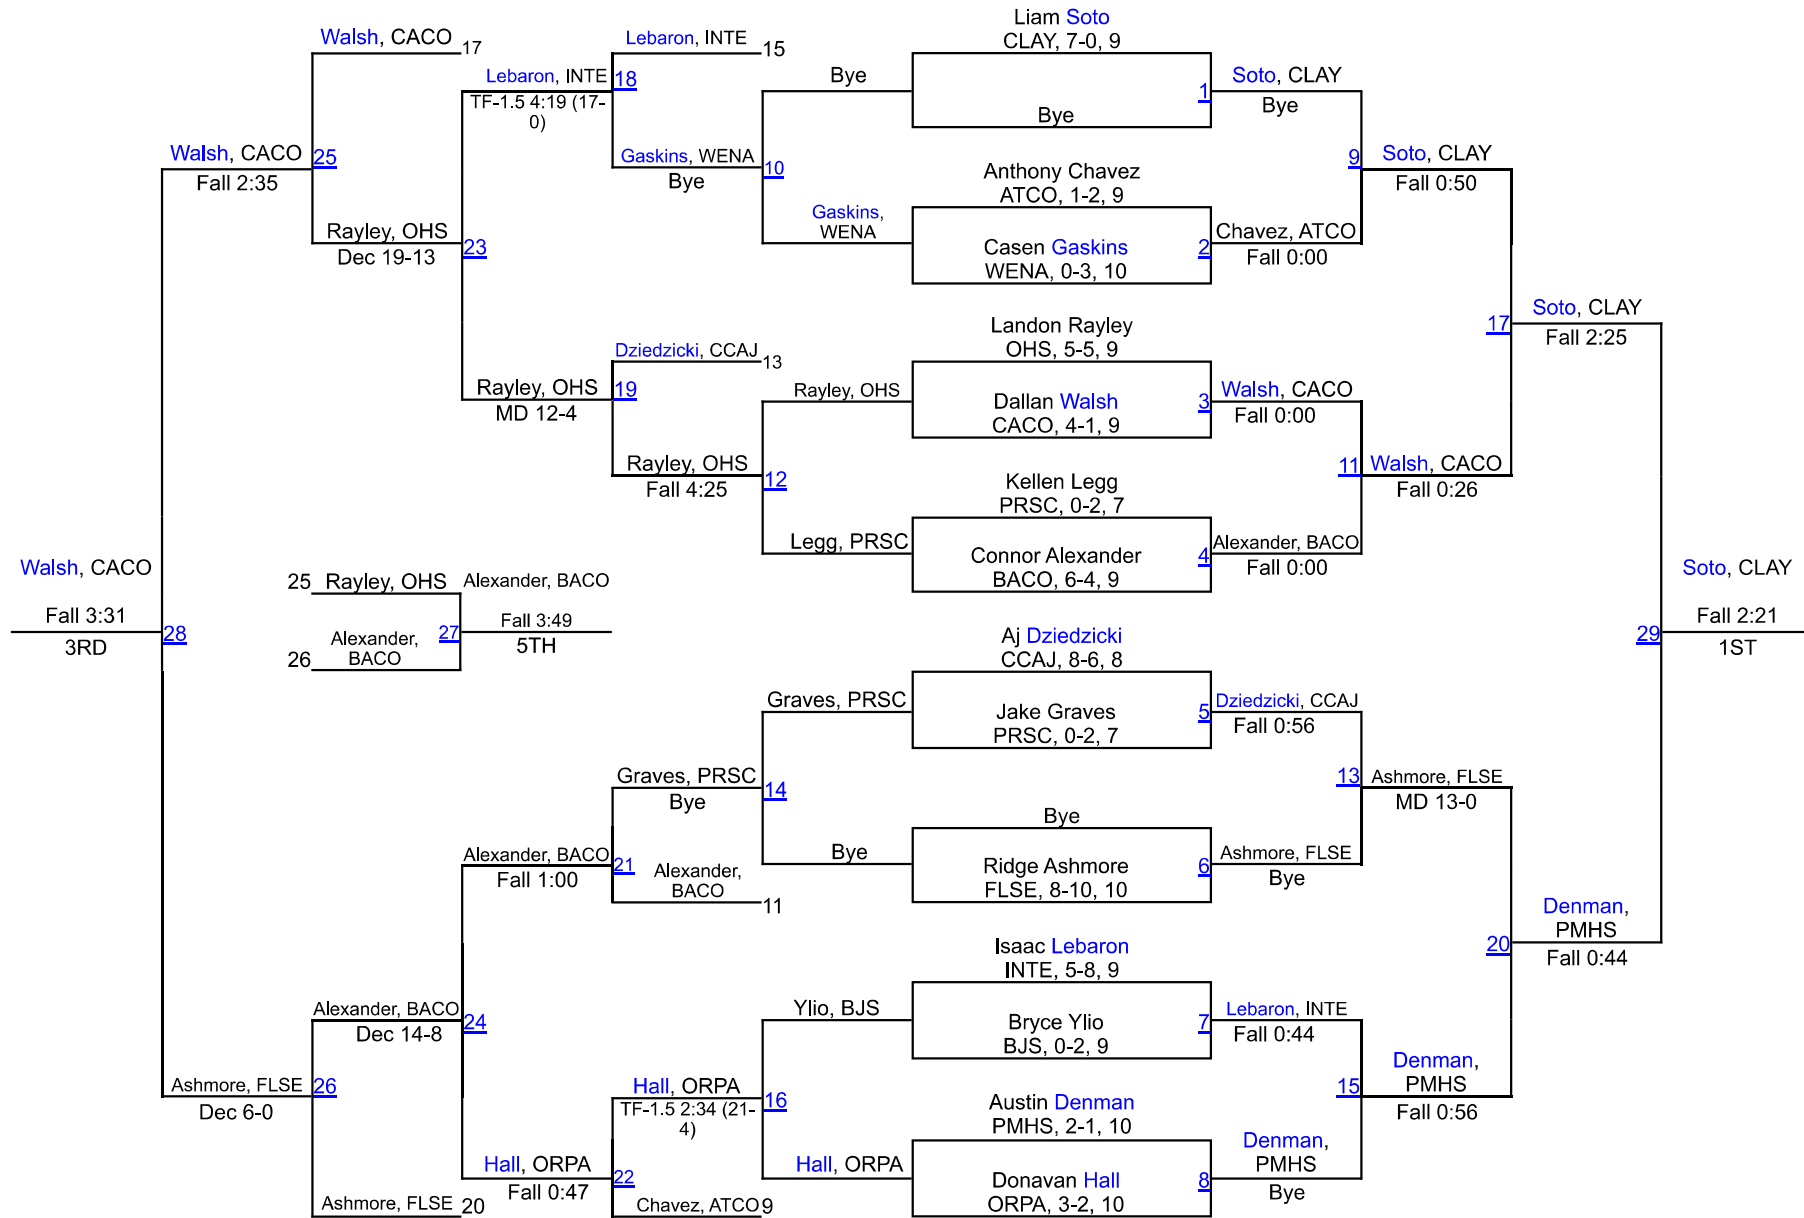 Liam Soto
CLAY, 7-0, 9
Bye
Soto, CLAY
1
Bye
Bye
Anthony Chavez
ATCO, 1-2, 9
Casen Gaskins
WENA, 0-3, 10
Gaskins,
WENA
2
Chavez, ATCO
Fall 0:00
9
Soto, CLAY
Fall 0:50
Landon Rayley
OHS, 5-5, 9
Dallan Walsh
CACO, 4-1, 9
Rayley, OHS
3
Walsh, CACO
Fall 0:00
Kellen Legg
PRSC, 0-2, 7
Connor Alexander
BACO, 6-4, 9
Legg, PRSC
4
Alexander, BACO
Fall 0:00
11
Walsh, CACO
Fall 0:26
17
Soto, CLAY
Fall 2:25
Aj Dziedzicki
CCAJ, 8-6, 8
Jake Graves
PRSC, 0-2, 7
Graves, PRSC
5
Dziedzicki, CCAJ
Fall 0:56
Bye
Ridge Ashmore
FLSE, 8-10, 10
Bye
6
Ashmore, FLSE
Bye
13
Ashmore, FLSE
MD 13-0
Isaac Lebaron
INTE, 5-8, 9
Bryce Ylio
BJS, 0-2, 9
Ylio, BJS
7
Lebaron, INTE
Fall 0:44
Austin Denman
PMHS, 2-1, 10
Donavan Hall
ORPA, 3-2, 10
Hall, ORPA
8
Denman,
PMHS
Bye
15
Denman,
PMHS
Fall 0:56
20
Denman,
PMHS
Fall 0:44
29
Soto, CLAY
Fall 2:21
1ST
Walsh, CACO
17
Lebaron, INTE
15
Lebaron, INTE
18
TF-1.5 4:19 (17-
0)
Gaskins, WENA
10
Bye
Walsh, CACO
25
Fall 2:35
Rayley, OHS
23
Dec 19-13
Dziedzicki, CCAJ
13
Rayley, OHS
19
MD 12-4
Rayley, OHS
12
Fall 4:25
Walsh, CACO
Fall 3:31
28
3RD
25
Rayley, OHS
Alexander, BACO
27
Fall 3:49
5TH
26
Alexander,
BACO
Graves, PRSC
14
Bye
Alexander, BACO
21
Fall 1:00
Alexander,
BACO
11
Alexander, BACO
24
Dec 14-8
Ashmore, FLSE
26
Dec 6-0
Hall, ORPA
16
TF-1.5 2:34 (21-
4)
Hall, ORPA
22
Fall 0:47
Ashmore, FLSE
20
Chavez, ATCO
9